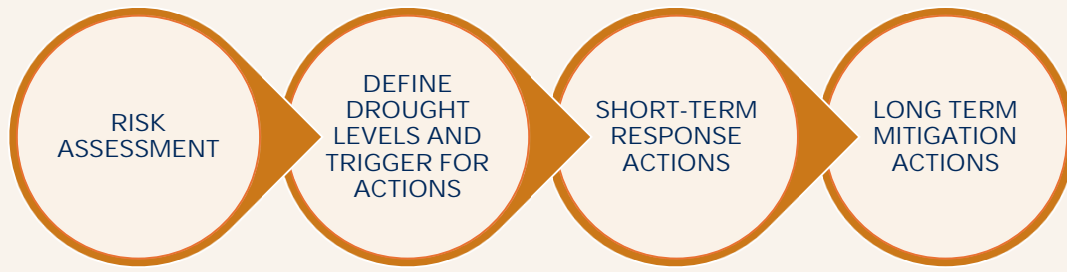 RISK
ASSESSMENT
DEFINE
DROUGHT
LEVELS AND
TRIGGER FOR
ACTIONS
SHORT-TERM
RESPONSE
ACTIONS
LONG TERM
MITIGATION
ACTIONS